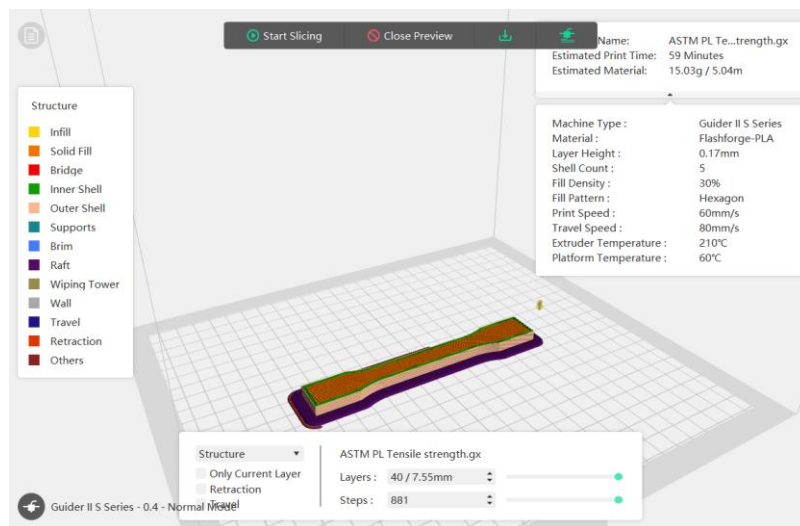 Start Slicing
Close Preview
Name: ASTM PL Te...trength.gx
Estimated Print Time: 59 Minutes
Estimated Material: 15.03g / 5.04m
Machine Type : Guider II S Series
Material : Flashforge-PLA
Layer Height : 0.17mm
Shell Count : 5
Fill Density : 30%
Fill Pattern : Hexagon
Print Speed : 60mm/s
Travel Speed : 80mm/s
Extruder Temperature : 210℃
Platform Temperature : 60℃
Structure
Infill
Solid Fill
Bridge
Inner Shell
Outer Shell
Supports
Brim
Raft
Wiping Tower
Wall
Travel
Retraction
Others
Structure
Only Current Layer
Retraction
Travel
ASTM PL Tensile strength.gx
Layers : 40 / 7.55mm
Steps : 881
Guider II S Series - 0.4 - Normal Mode